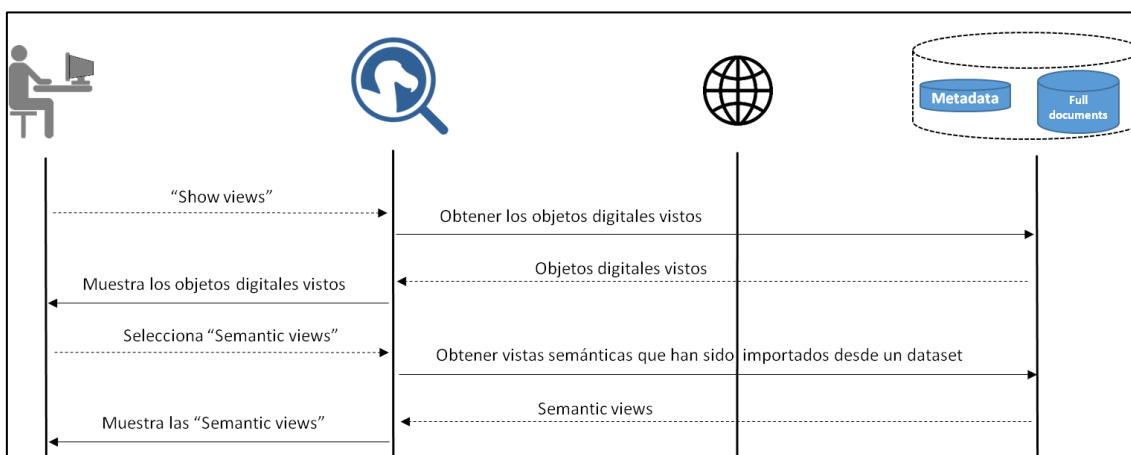 Metadata
Full
documents
“Show views”
Obtener los objetos digitales vistos
Objetos digitales vistos
Muestra los objetos digitales vistos
Selecciona “Semantic views”
Obtener vistas semánticas que han sido importados desde un dataset
Semantic views
Muestra las “Semantic views”